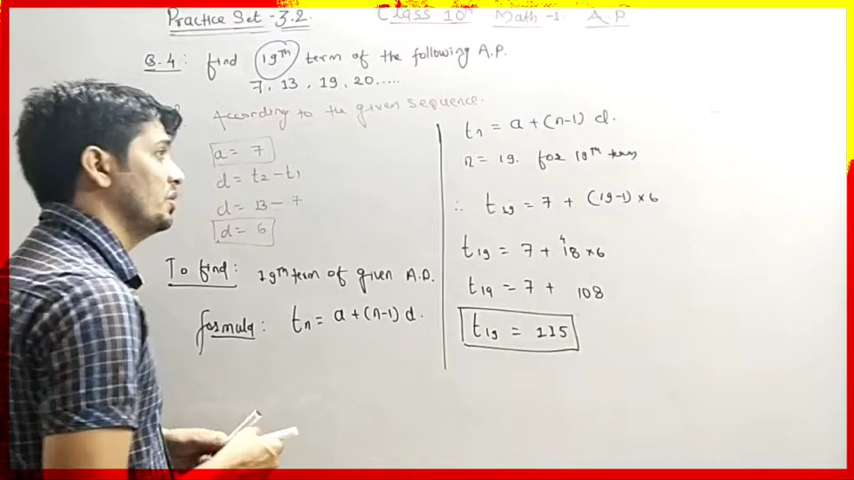 Practice Set - 3.2. Class 10th Math-1 A.P
Q.4: find 19th term of the following A.P.
7, 13, 19, 20.....
According to the given sequence.
a = 7
d = t2 - t1
d = 13 - 7
d = 6
To find: 19th term of given A.P.
formula: tn = a + (n-1) d.
tn = a + (n-1) d.
n = 19. for 19th term
∴ t19 = 7 + (19-1) × 6
t19 = 7 + 18 × 6
t19 = 7 + 108
t19 = 115